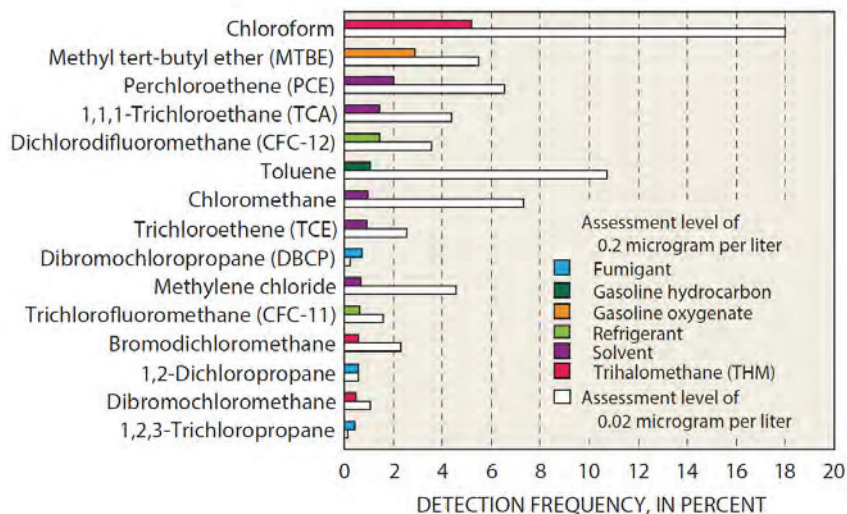 Chloroform
Methyl tert-butyl ether (MTBE)
Perchloroethene (PCE)
1,1,1-Trichloroethane (TCA)
Dichlorodifluoromethane (CFC-12)
Toluene
Chloromethane
Trichloroethene (TCE)
Dibromochloropropane (DBCP)
Methylene chloride
Trichlorofluoromethane (CFC-11)
Bromodichloromethane
1,2-Dichloropropane
Dibromochloromethane
1,2,3-Trichloropropane
Assessment level of
0.2 microgram per liter
Fumigant
Gasoline hydrocarbon
Gasoline oxygenate
Refrigerant
Solvent
Trihalomethane (THM)
Assessment level of
0.02 microgram per liter
0 2 4 6 8 10 12 14 16 18 20
DETECTION FREQUENCY, IN PERCENT